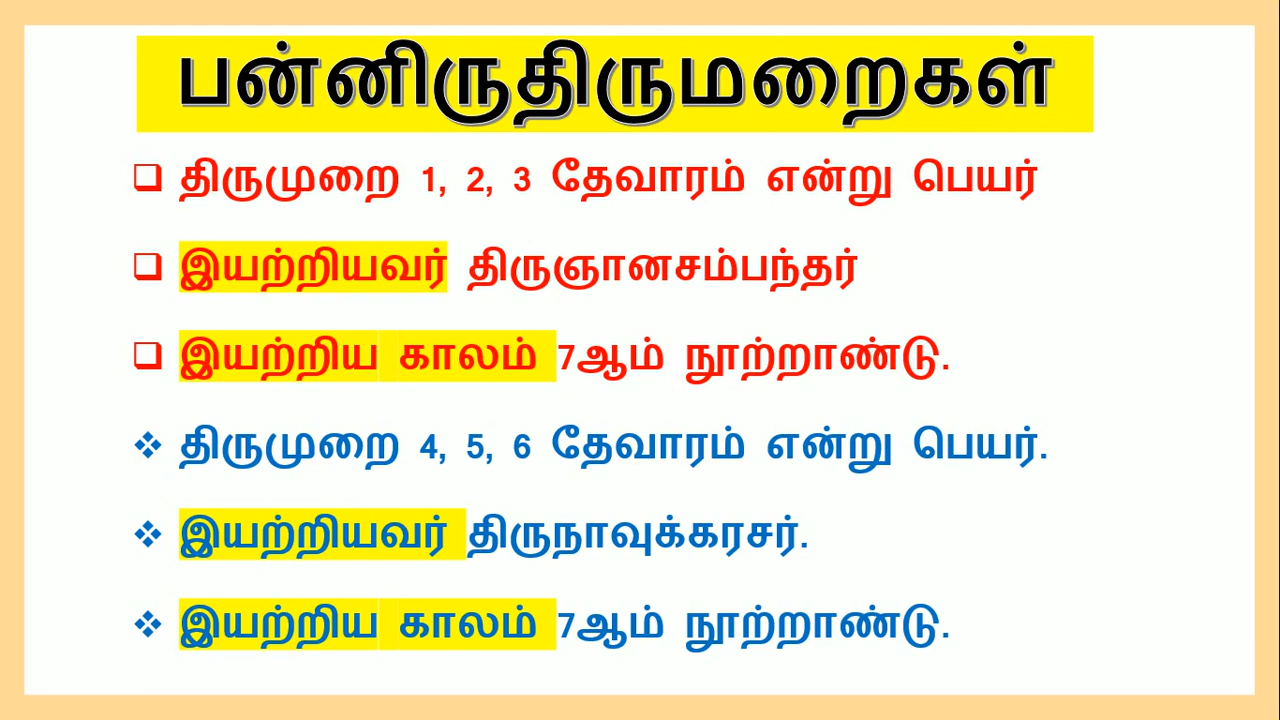 பன்னிருதிருமறைகள்
திருமுறை 1, 2, 3 தேவாரம் என்று பெயர்
இயற்றியவர் திருஞானசம்பந்தர்
இயற்றிய காலம் 7ஆம் நூற்றாண்டு.
திருமுறை 4, 5, 6 தேவாரம் என்று பெயர்.
இயற்றியவர் திருநாவுக்கரசர்.
இயற்றிய காலம் 7ஆம் நூற்றாண்டு.